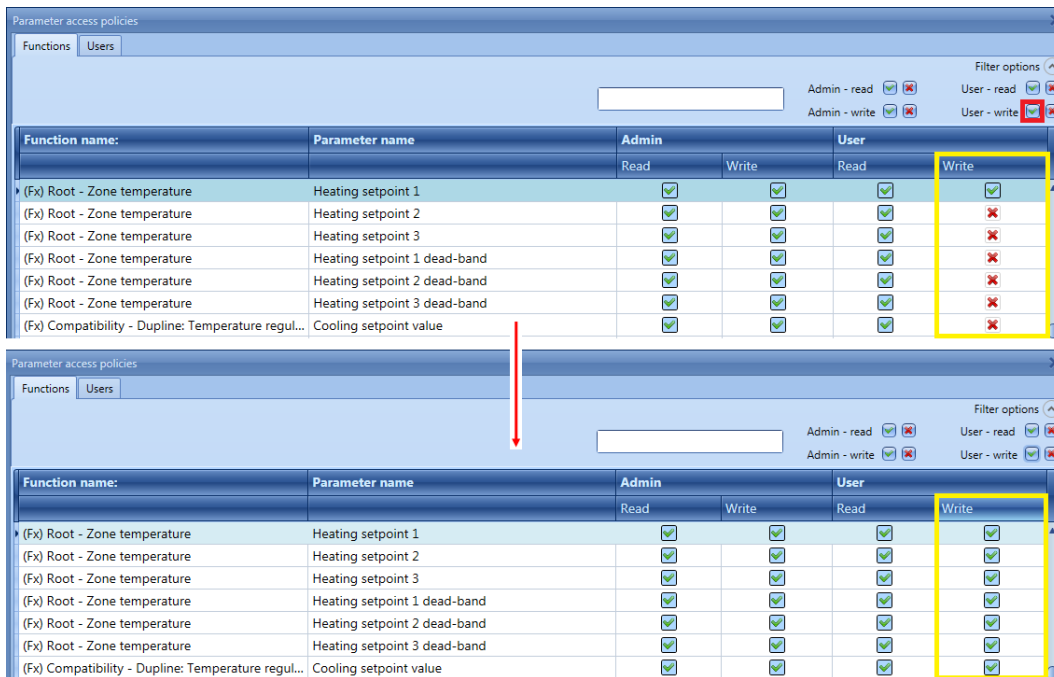 Parameter access policies
Functions Users
Filter options
Admin - read User - read
Admin - write User - write
Function name: Parameter name Admin User
Read Write Read Write
(Fx) Root - Zone temperature Heating setpoint 1
(Fx) Root - Zone temperature Heating setpoint 2
(Fx) Root - Zone temperature Heating setpoint 3
(Fx) Root - Zone temperature Heating setpoint 1 dead-band
(Fx) Root - Zone temperature Heating setpoint 2 dead-band
(Fx) Root - Zone temperature Heating setpoint 3 dead-band
(Fx) Compatibility - Dupline: Temperature regul... Cooling setpoint value
Parameter access policies
Functions Users
Filter options
Admin - read User - read
Admin - write User - write
Function name: Parameter name Admin User
Read Write Read Write
(Fx) Root - Zone temperature Heating setpoint 1
(Fx) Root - Zone temperature Heating setpoint 2
(Fx) Root - Zone temperature Heating setpoint 3
(Fx) Root - Zone temperature Heating setpoint 1 dead-band
(Fx) Root - Zone temperature Heating setpoint 2 dead-band
(Fx) Root - Zone temperature Heating setpoint 3 dead-band
(Fx) Compatibility - Dupline: Temperature regul... Cooling setpoint value